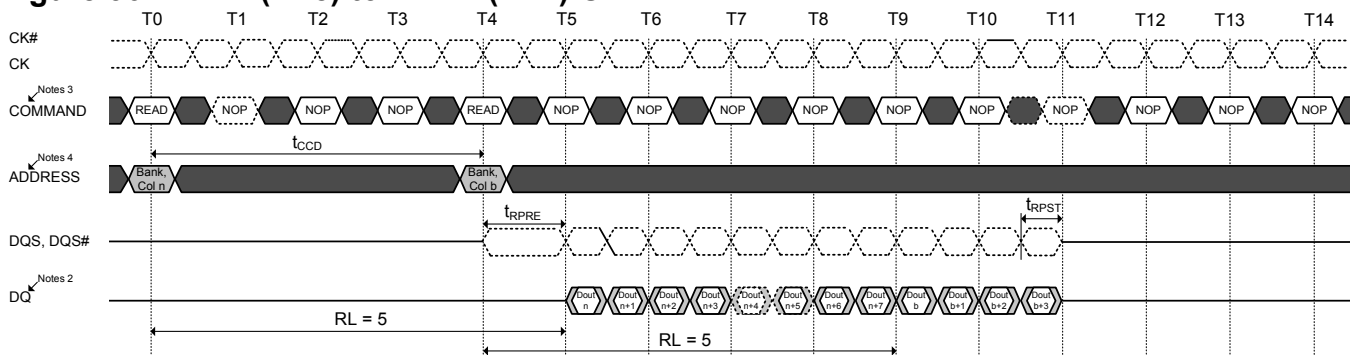 T0 T1 T2 T3 T4 T5 T6 T7 T8 T9 T10 T11 T12 T13 T14
CK#
CK
Notes 3
COMMAND READ NOP NOP NOP READ NOP NOP NOP NOP NOP NOP NOP NOP NOP NOP
tCCD
Notes 4
ADDRESS Bank, Col n Bank, Col b
tRPRE tRPST
DQS, DQS#
Notes 2
DQ Dout n Dout n+1 Dout n+2 Dout n+3 Dout n+4 Dout n+5 Dout n+6 Dout n+7 Dout b Dout b+1 Dout b+2 Dout b+3
RL = 5
RL = 5